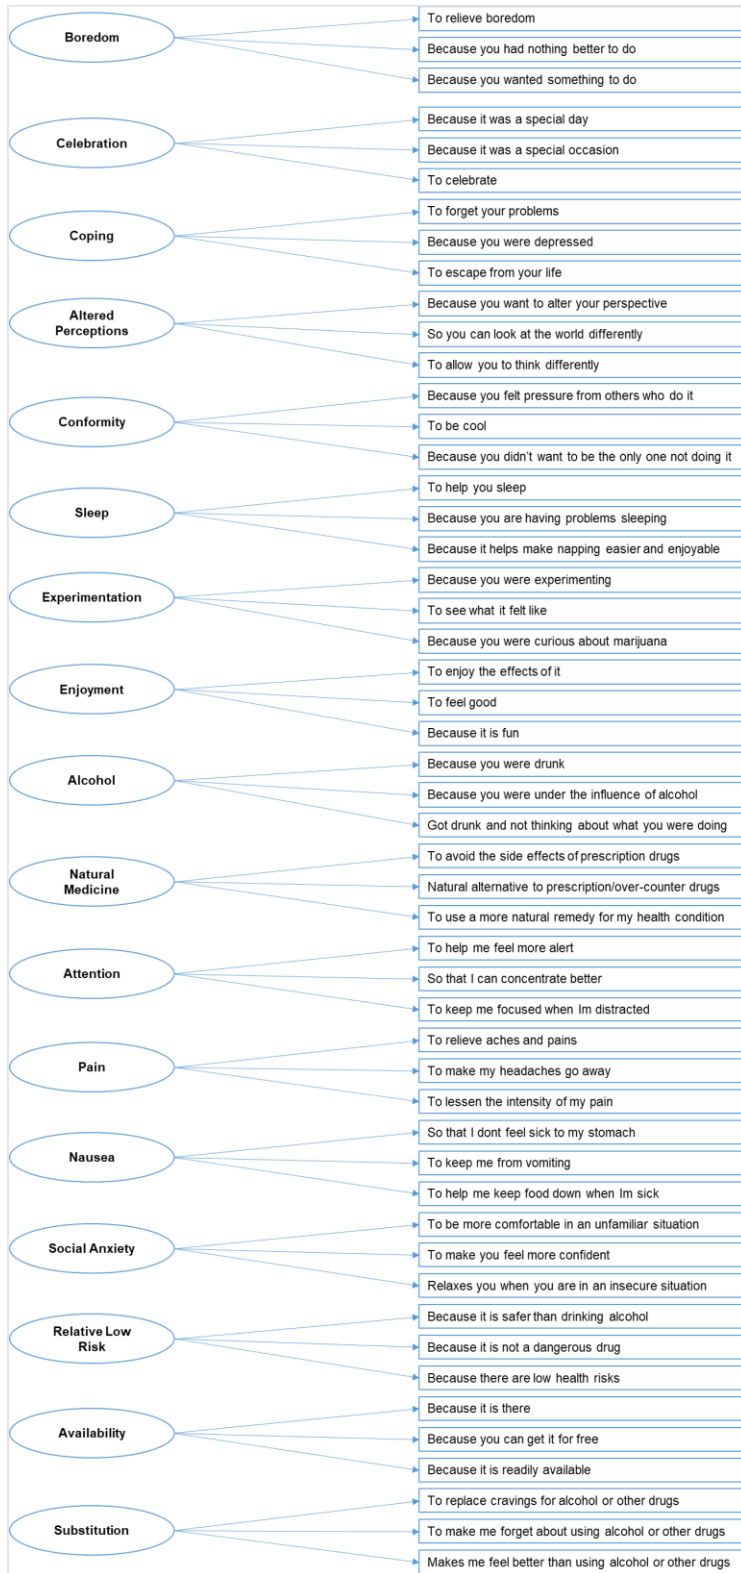 Boredom
To relieve boredom
Because you had nothing better to do
Because you wanted something to do
Celebration
Because it was a special day
Because it was a special occasion
To celebrate
Coping
To forget your problems
Because you were depressed
To escape from your life
Altered
Perceptions
Because you want to alter your perspective
So you can look at the world differently
To allow you to think differently
Conformity
Because you felt pressure from others who do it
To be cool
Because you didn't want to be the only one not doing it
Sleep
To help you sleep
Because you are having problems sleeping
Because it helps make napping easier and enjoyable
Experimentation
Because you were experimenting
To see what it felt like
Because you were curious about marijuana
Enjoyment
To enjoy the effects of it
To feel good
Because it is fun
Alcohol
Because you were drunk
Because you were under the influence of alcohol
Got drunk and not thinking about what you were doing
Natural
Medicine
To avoid the side effects of prescription drugs
Natural alternative to prescription/over-counter drugs
To use a more natural remedy for my health condition
Attention
To help me feel more alert
So that I can concentrate better
To keep me focused when Im distracted
Pain
To relieve aches and pains
To make my headaches go away
To lessen the intensity of my pain
Nausea
So that I dont feel sick to my stomach
To keep me from vomiting
To help me keep food down when Im sick
Social Anxiety
To be more comfortable in an unfamiliar situation
To make you feel more confident
Relaxes you when you are in an insecure situation
Relative Low
Risk
Because it is safer than drinking alcohol
Because it is not a dangerous drug
Because there are low health risks
Availability
Because it is there
Because you can get it for free
Because it is readily available
Substitution
To replace cravings for alcohol or other drugs
To make me forget about using alcohol or other drugs
Makes me feel better than using alcohol or other drugs